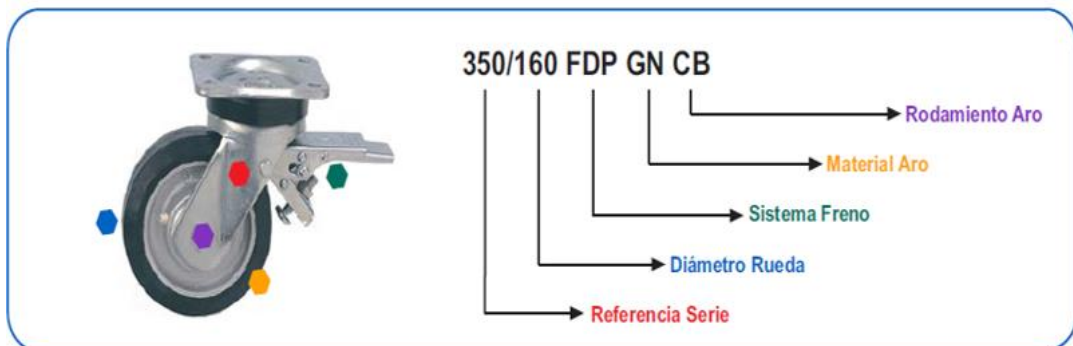 350/160 FDP GN CB
Rodamiento Aro
Material Aro
Sistema Freno
Diámetro Rueda
Referencia Serie